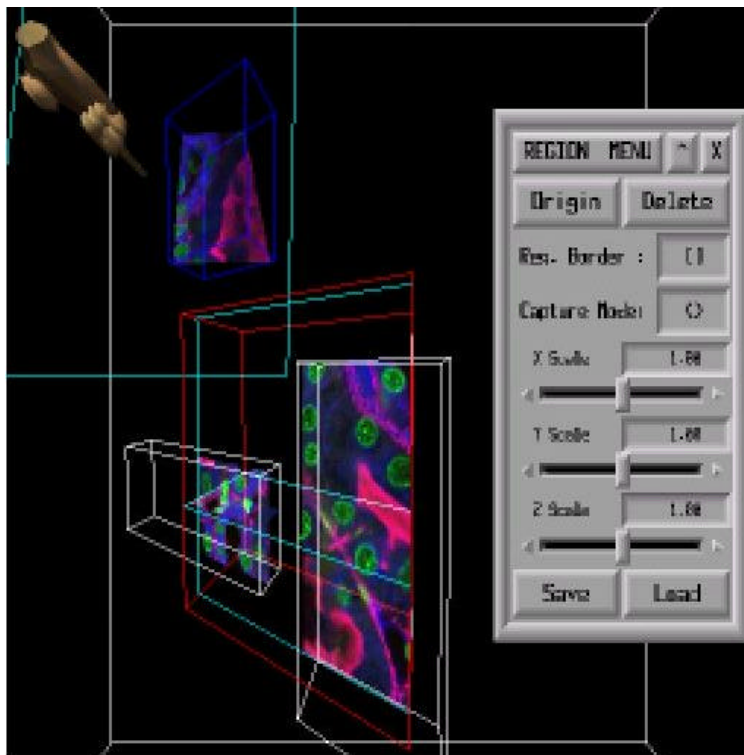 REGION MENU ^ X
Origin Delete
Res. Border : []
Capture Mode: <>
X Scale 1.00
Y Scale 1.00
Z Scale 1.00
Save Load